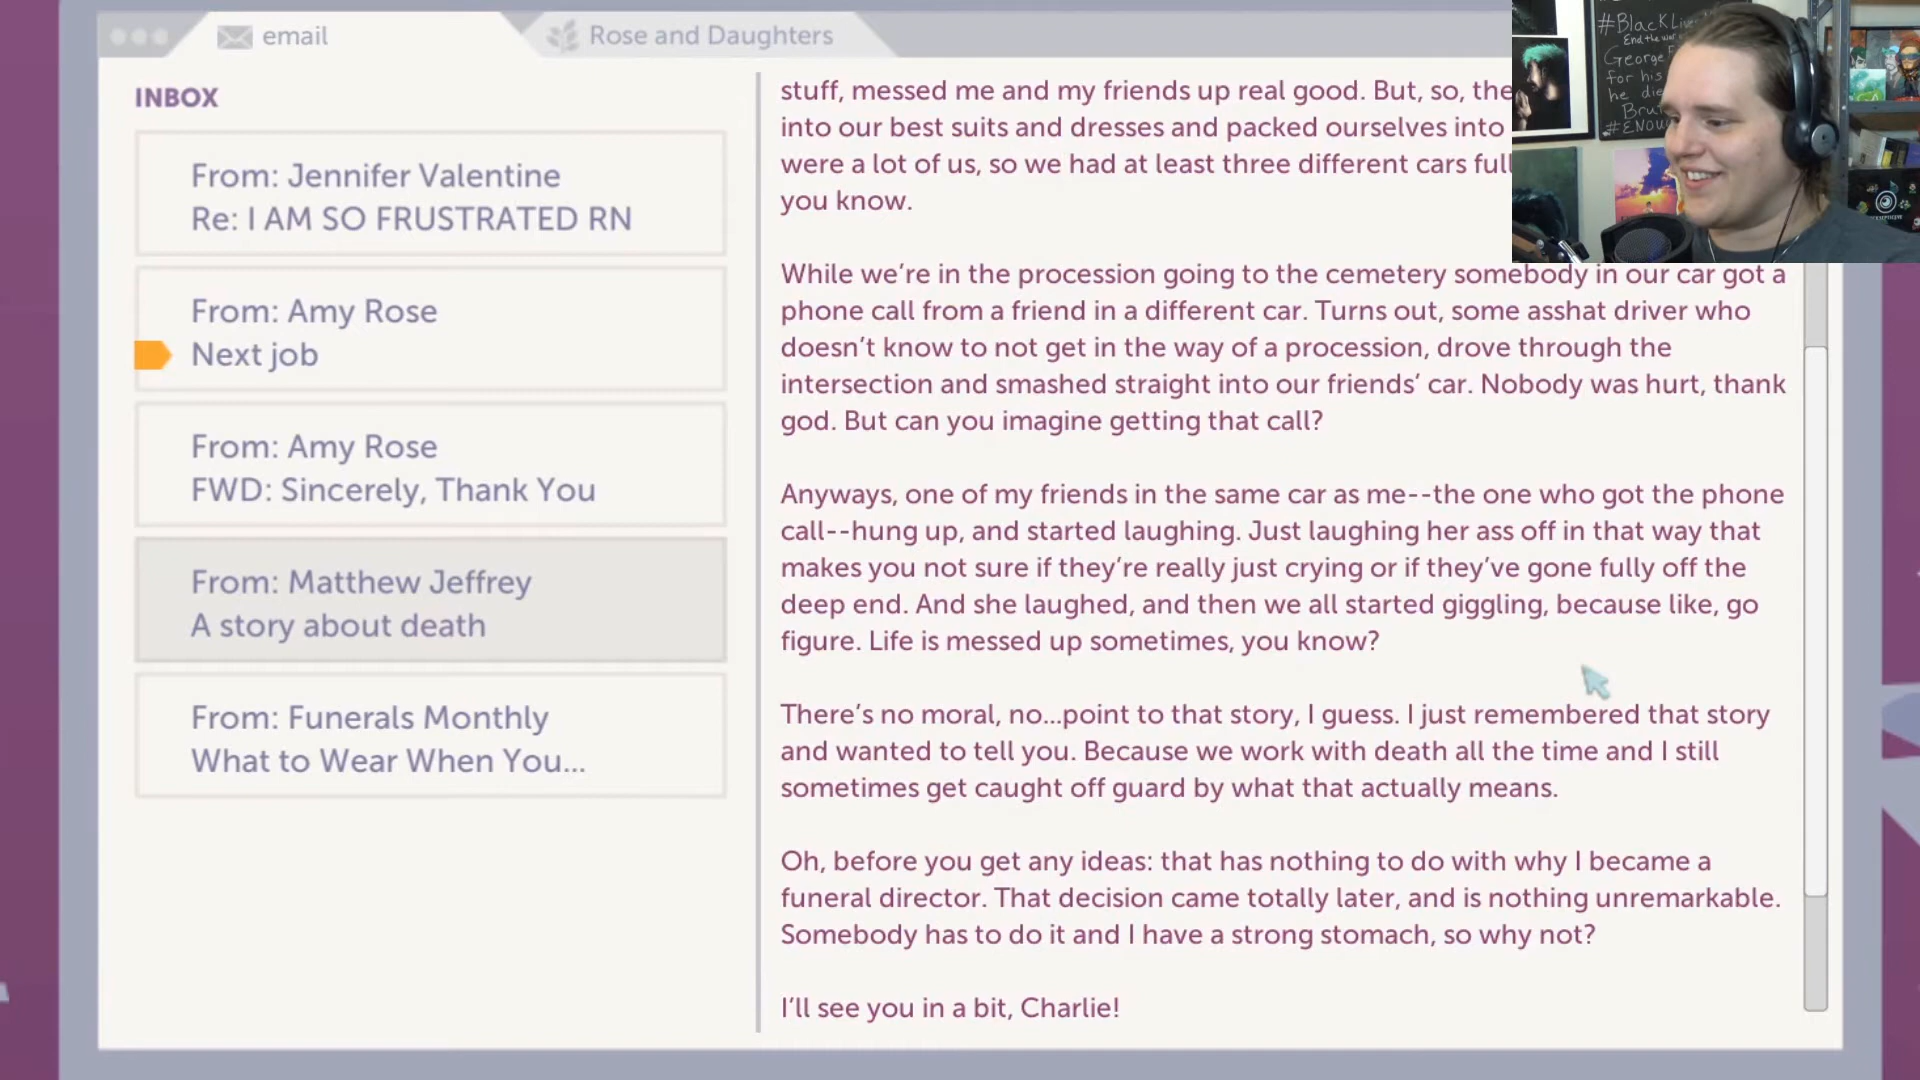 email
Rose and Daughters
INBOX
From: Jennifer Valentine
Re: I AM SO FRUSTRATED RN
From: Amy Rose
Next job
From: Amy Rose
FWD: Sincerely, Thank You
From: Matthew Jeffrey
A story about death
From: Funerals Monthly
What to Wear When You...
stuff, messed me and my friends up real good. But, so, the
into our best suits and dresses and packed ourselves into
were a lot of us, so we had at least three different cars full
you know.
While we're in the procession going to the cemetery somebody in our car got a
phone call from a friend in a different car. Turns out, some asshat driver who
doesn't know to not get in the way of a procession, drove through the
intersection and smashed straight into our friends' car. Nobody was hurt, thank
god. But can you imagine getting that call?
Anyways, one of my friends in the same car as me--the one who got the phone
call--hung up, and started laughing. Just laughing her ass off in that way that
makes you not sure if they're really just crying or if they've gone fully off the
deep end. And she laughed, and then we all started giggling, because like, go
figure. Life is messed up sometimes, you know?
There's no moral, no...point to that story, I guess. I just remembered that story
and wanted to tell you. Because we work with death all the time and I still
sometimes get caught off guard by what that actually means.
Oh, before you get any ideas: that has nothing to do with why I became a
funeral director. That decision came totally later, and is nothing unremarkable.
Somebody has to do it and I have a strong stomach, so why not?
I'll see you in a bit, Charlie!
#BlackLive
End the war
George F
for his
he die
Bru
#ENou